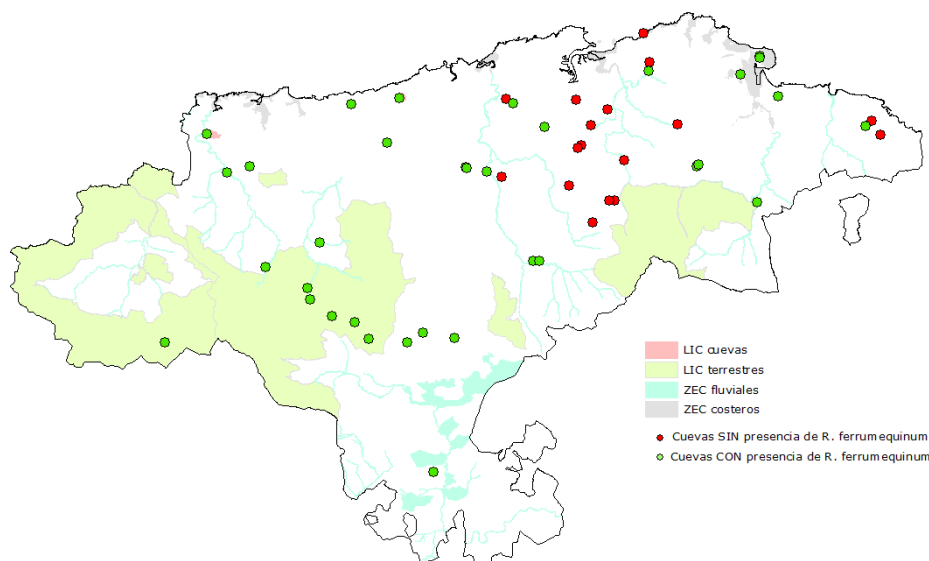 LIC cuevas
LIC terrestres
ZEC fluviales
ZEC costeros
Cuevas SIN presencia de R. ferrumequinum
Cuevas CON presencia de R. ferrumequinum